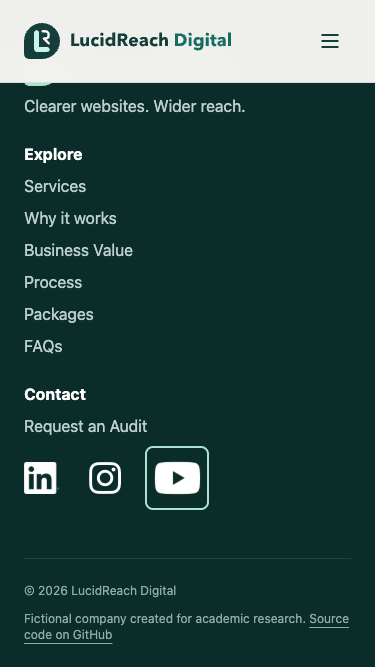 LucidReach Digital
Clearer websites. Wider reach.
Explore
Services
Why it works
Business Value
Process
Packages
FAQs
Contact
Request an Audit
in
© 2026 LucidReach Digital
Fictional company created for academic research. Source
code on GitHub